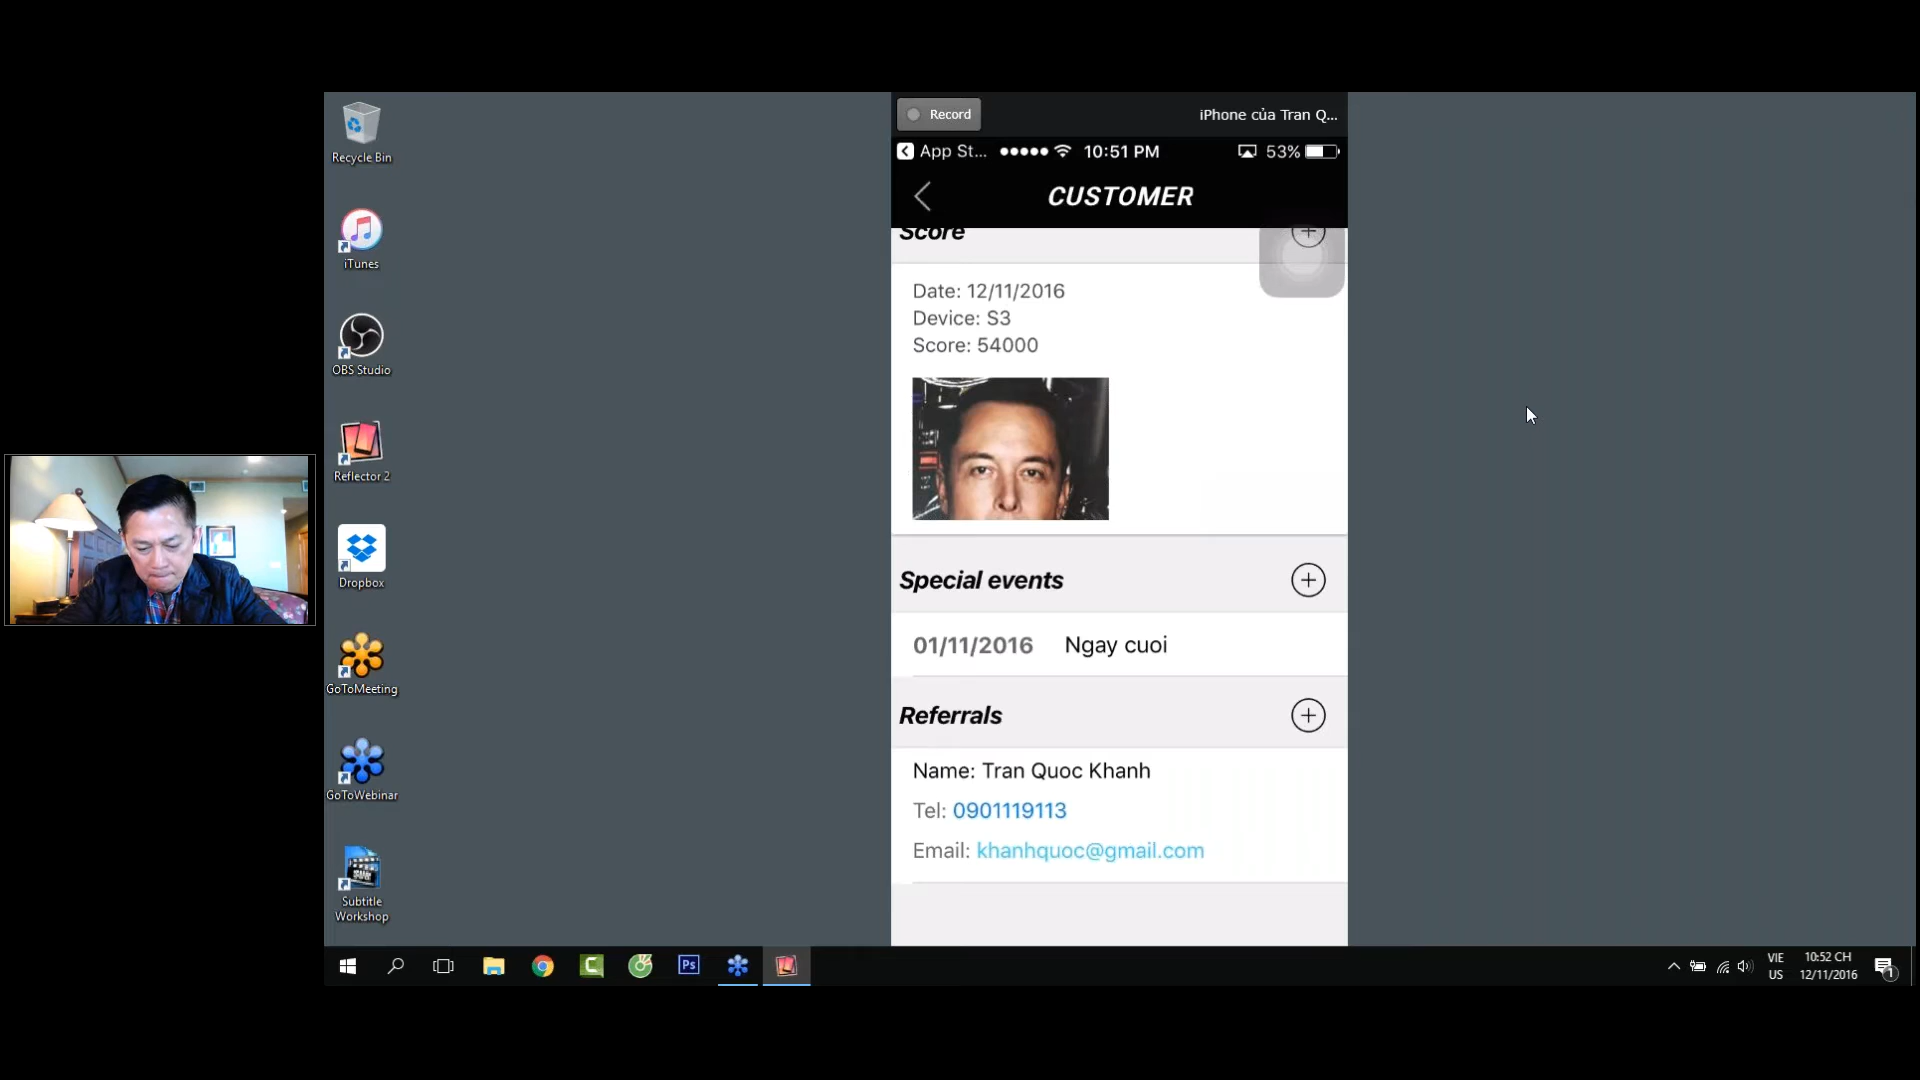 Recycle Bin
iTunes
OBS Studio
Reflector 2
Dropbox
GoToMeeting
GoToWebinar
Subtitle
Workshop
Record
iPhone của Tran Q...
App St...
10:51 PM
53%
CUSTOMER
Score
Date: 12/11/2016
Device: S3
Score: 54000
Special events
01/11/2016 Ngay cuoi
Referrals
Name: Tran Quoc Khanh
Tel: 0901119113
Email: khanhquoc@gmail.com
Ps
VIE
US
10:52 CH
12/11/2016
1